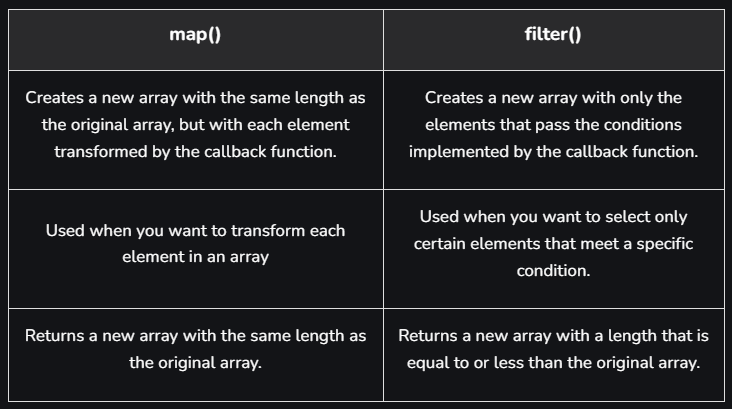 map()
filter()
Creates a new array with the same length as
the original array, but with each element
transformed by the callback function.
Creates a new array with only the
elements that pass the conditions
implemented by the callback function.
Used when you want to transform each
element in an array
Used when you want to select only
certain elements that meet a specific
condition.
Returns a new array with the same length as
the original array.
Returns a new array with a length that is
equal to or less than the original array.